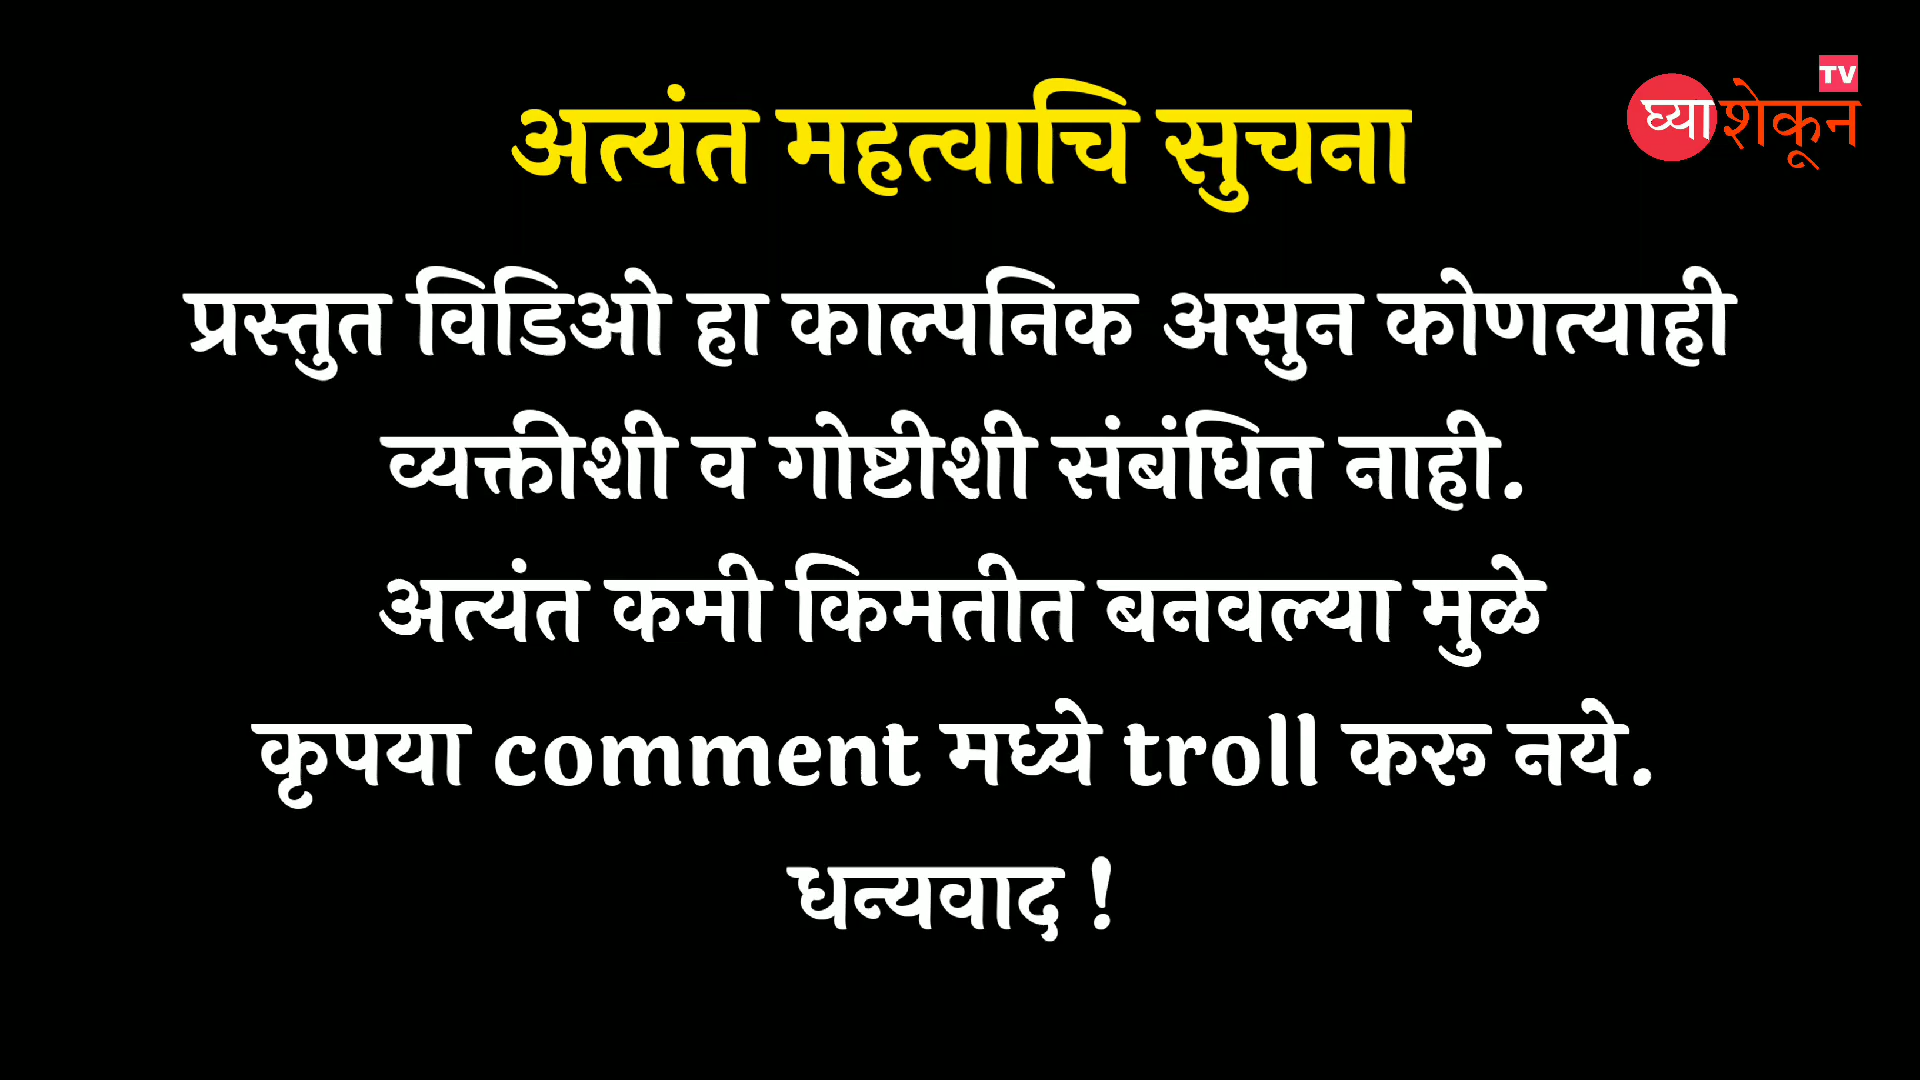 TV
घ्या शेकून
अत्यंत महत्वाचि सुचना
प्रस्तुत विडिओ हा काल्पनिक असुन कोणत्याही
व्यक्तीशी व गोष्टीशी संबंधित नाही.
अत्यंत कमी किमतीत बनवल्या मुळे
कृपया comment मध्ये troll करू नये.
धन्यवाद !